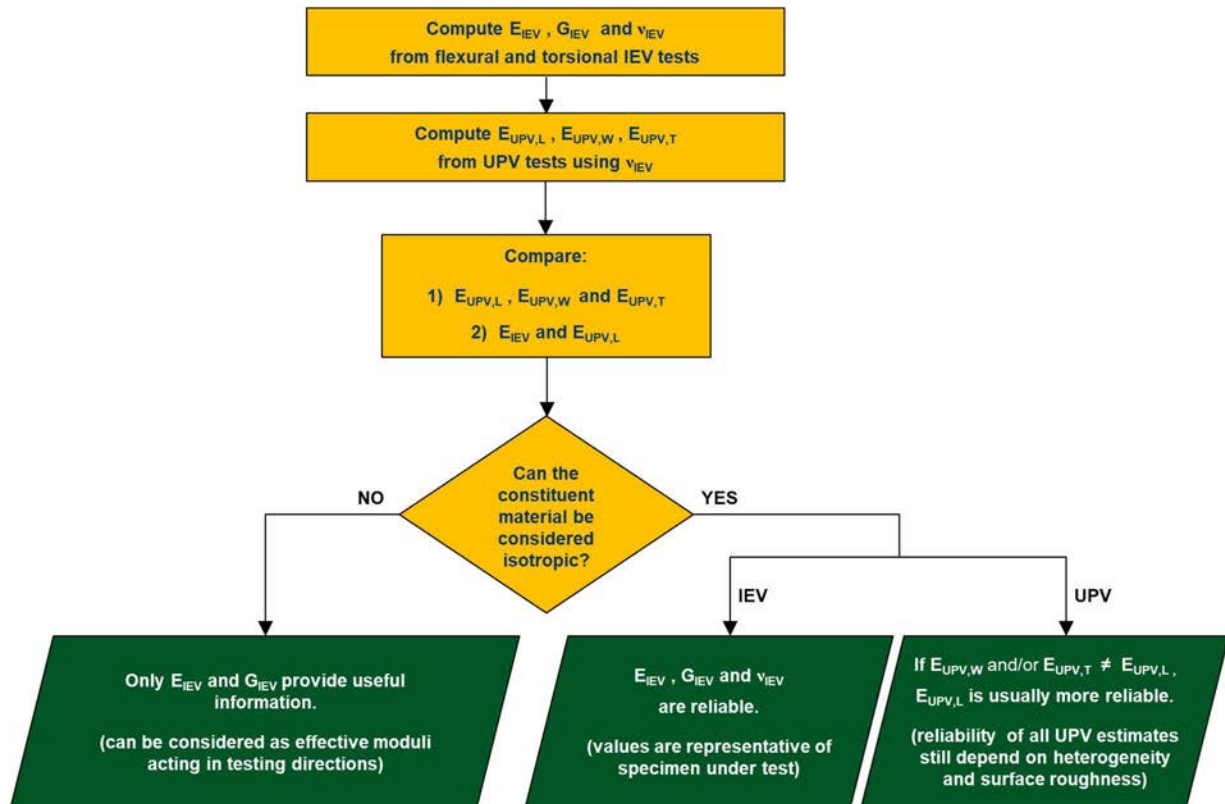 Compute E_IEV , G_IEV and ν_IEV
from flexural and torsional IEV tests
Compute E_UPV,L , E_UPV,W , E_UPV,T
from UPV tests using ν_IEV
Compare:
1) E_UPV,L , E_UPV,W and E_UPV,T
2) E_IEV and E_UPV,L
Can the
constituent
material be
considered
isotropic?
NO
YES
IEV
UPV
Only E_IEV and G_IEV provide useful
information.
(can be considered as effective moduli
acting in testing directions)
E_IEV , G_IEV and ν_IEV
are reliable.
(values are representative of
specimen under test)
If E_UPV,W and/or E_UPV,T ≠ E_UPV,L ,
E_UPV,L is usually more reliable.
(reliability of all UPV estimates
still depend on heterogeneity
and surface roughness)